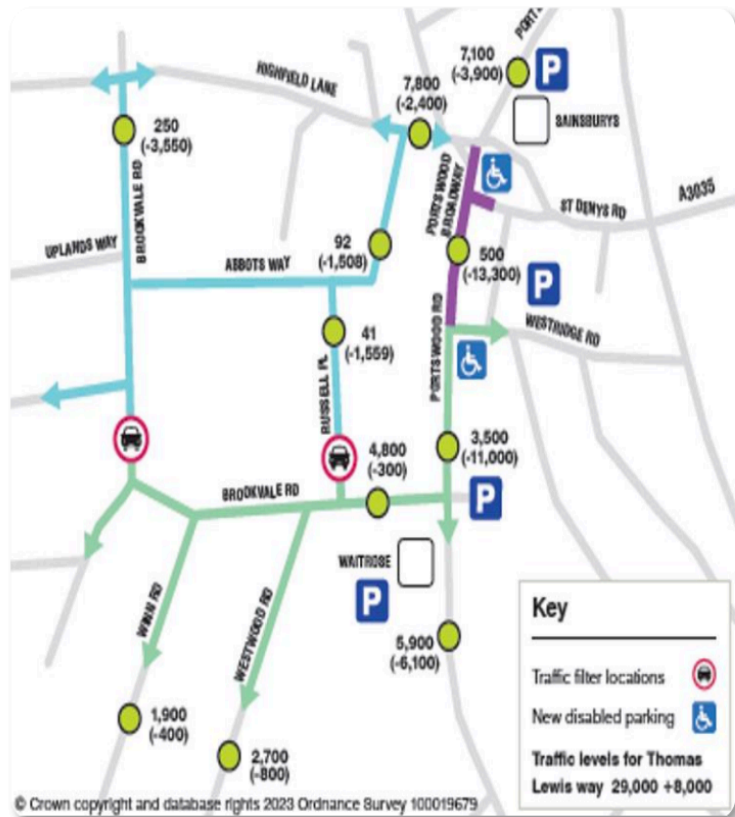 PORTS
7,100
(-3,900)
P
HIGHFIELD LANE
7,800
(-2,400)
SAINSBURYS
250
(-3,550)
BROOKVALE RD
PORTSWOOD
BROADWAY
ST DENYS RD
A3035
UPLANDS WAY
92
(-1,508)
ABBOTS WAY
500
(-13,300)
P
PORTSWOOD RD
WESTRIDGE RD
41
(-1,559)
RUSSELL PL
4,800
(-300)
3,500
(-11,000)
BROOKVALE RD
P
WAITROSE
P
WINN RD
WESTWOOD RD
5,900
(-6,100)
1,900
(-400)
2,700
(-800)
Key
Traffic filter locations
New disabled parking
Traffic levels for Thomas
Lewis way 29,000 +8,000
© Crown copyright and database rights 2023 Ordnance Survey 100019679